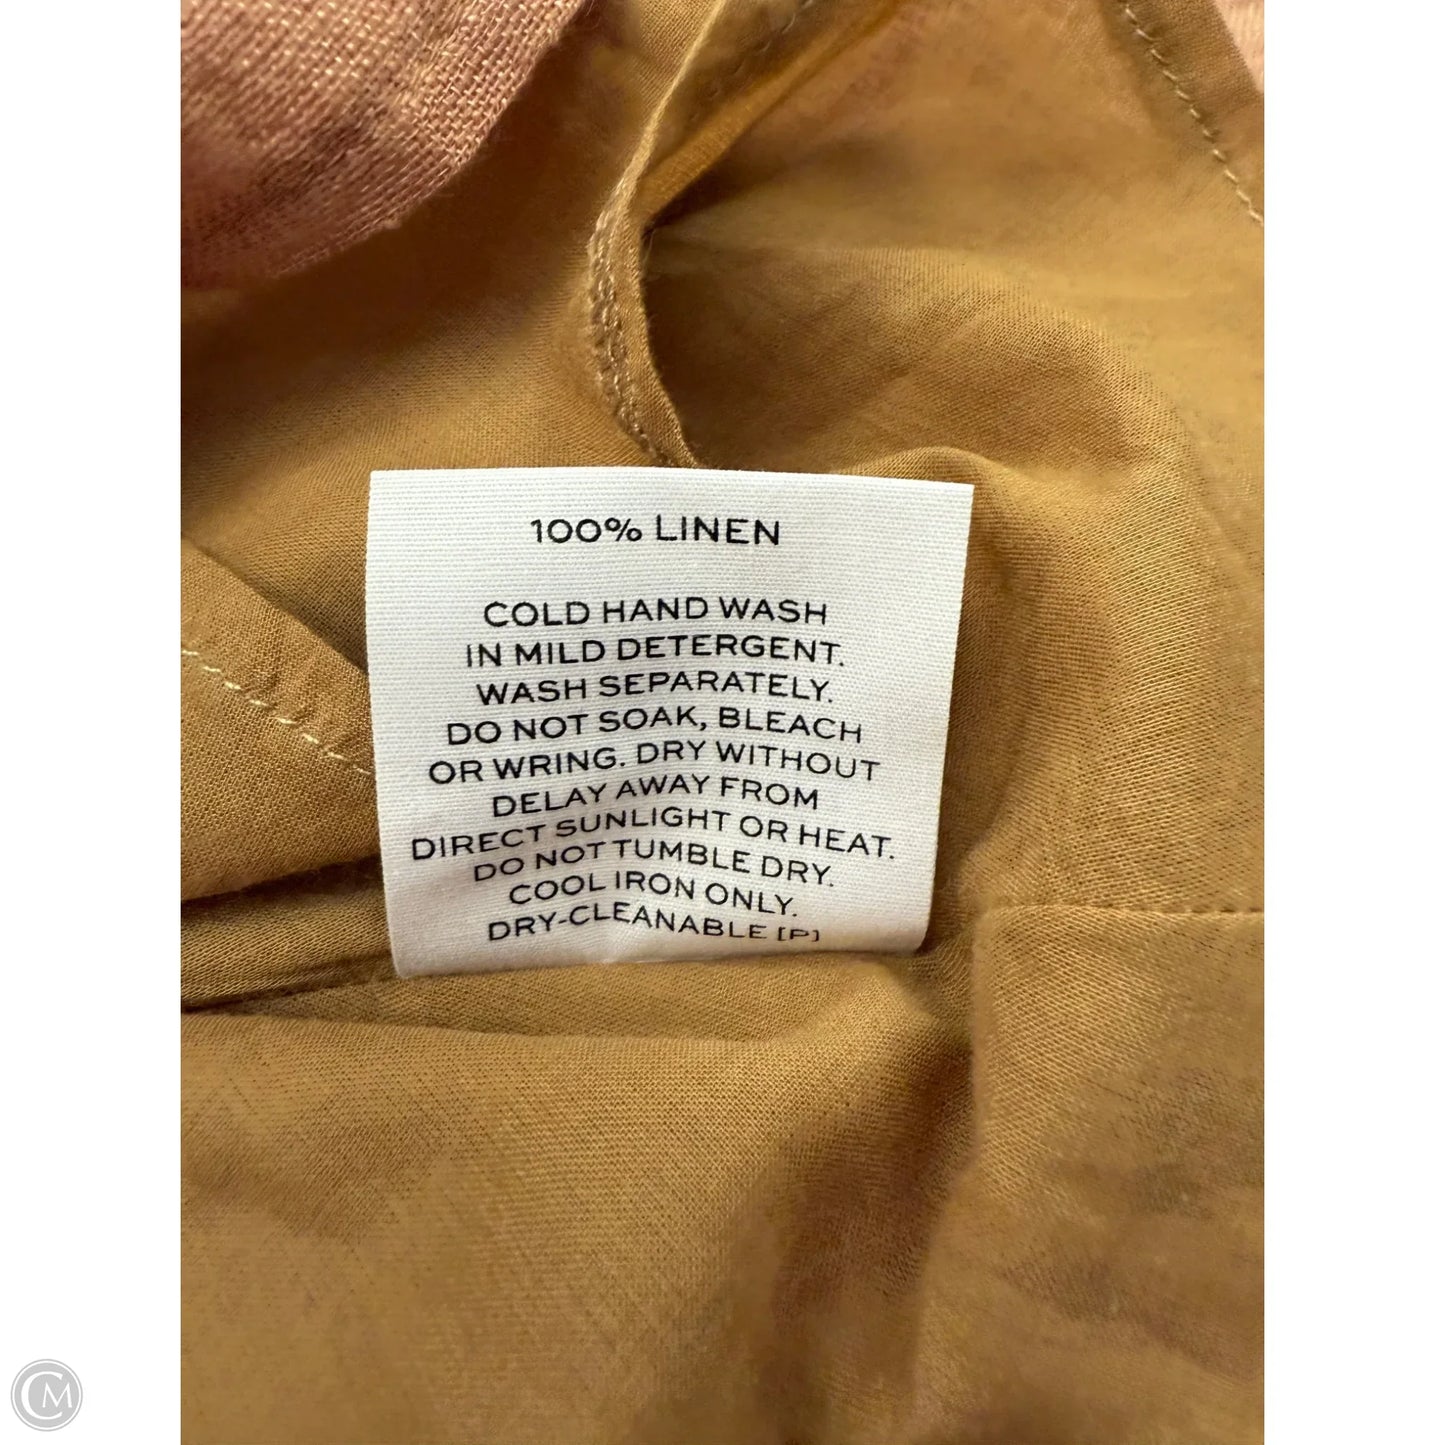 100% LINEN
COLD HAND WASH
IN MILD DETERGENT.
WASH SEPARATELY.
DO NOT SOAK, BLEACH
OR WRING. DRY WITHOUT
DELAY AWAY FROM
DIRECT SUNLIGHT OR HEAT.
DO NOT TUMBLE DRY.
COOL IRON ONLY.
DRY-CLEANABLE [P]
CM